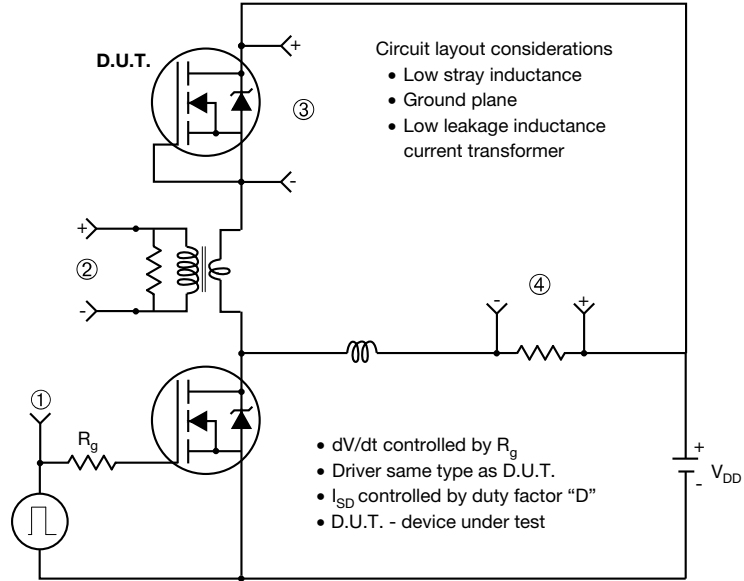 D.U.T.
+
Circuit layout considerations
• Low stray inductance
• Ground plane
• Low leakage inductance
current transformer
③
-
+
②
-
④
-
+
①
R_g
• dV/dt controlled by R_g
• Driver same type as D.U.T.
• I_SD controlled by duty factor “D”
• D.U.T. - device under test
+
V_DD
-